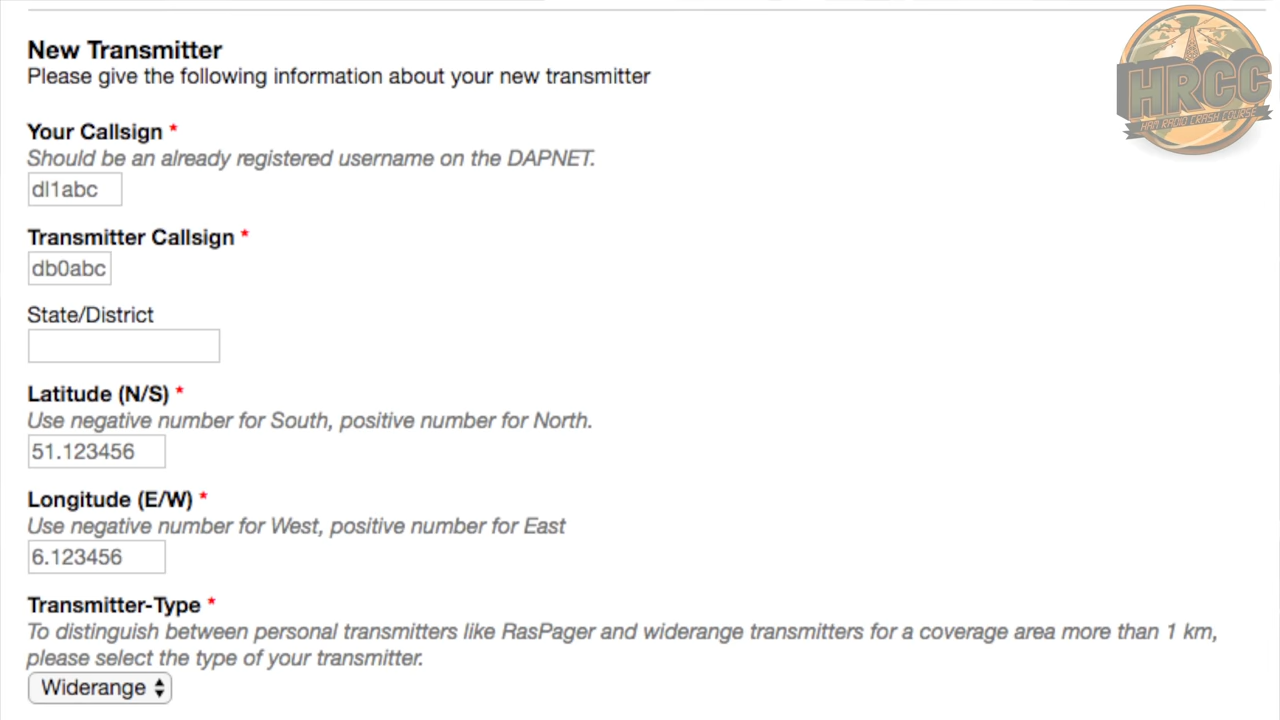 New Transmitter
Please give the following information about your new transmitter
Your Callsign *
Should be an already registered username on the DAPNET.
dl1abc
Transmitter Callsign *
db0abc
State/District
Latitude (N/S) *
Use negative number for South, positive number for North.
51.123456
Longitude (E/W) *
Use negative number for West, positive number for East
6.123456
Transmitter-Type *
To distinguish between personal transmitters like RasPager and widerange transmitters for a coverage area more than 1 km,
please select the type of your transmitter.
Widerange
HRCC
HAM RADIO CRASH COURSE